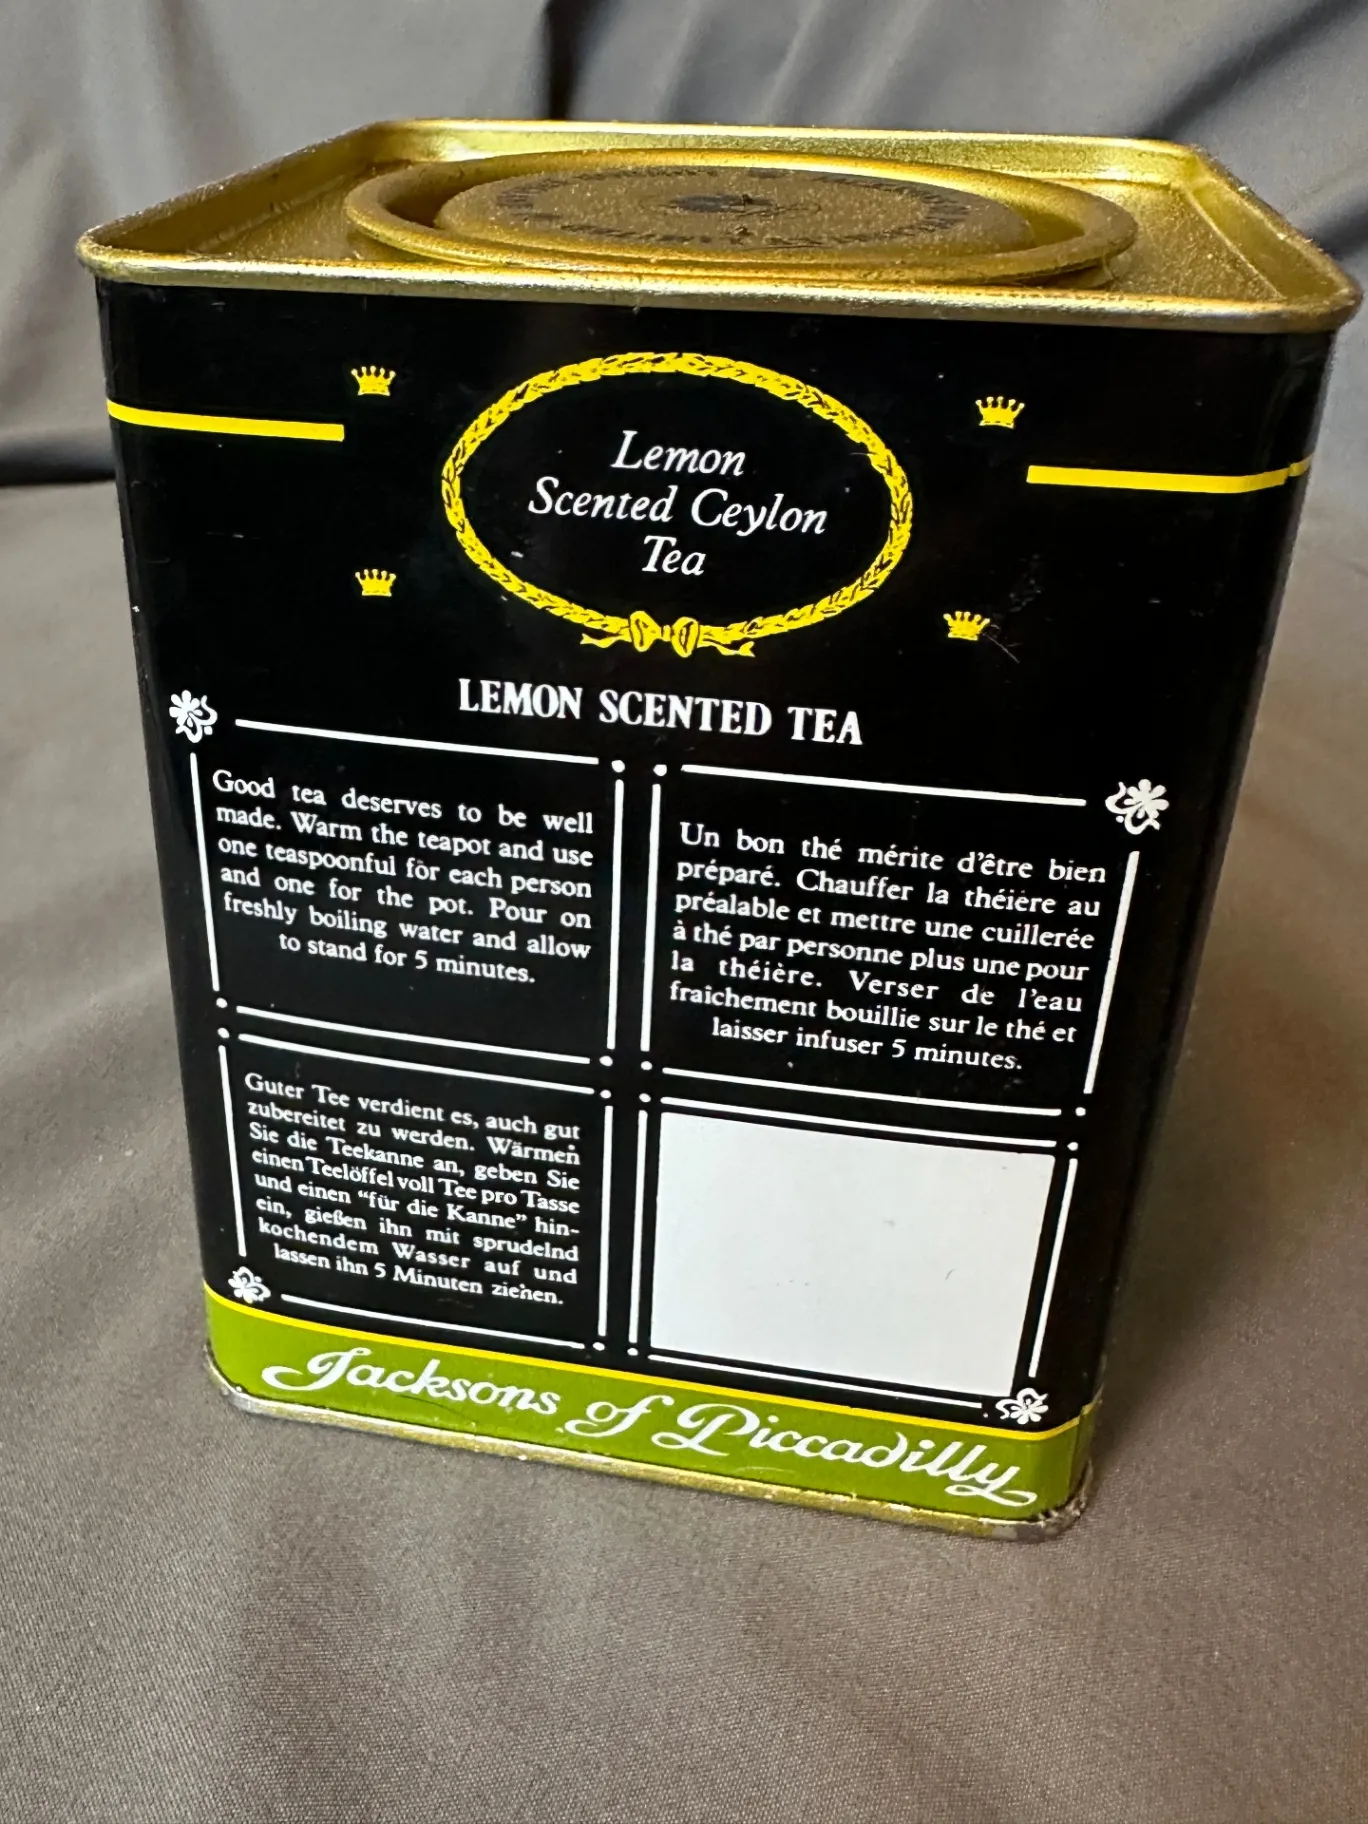 Lemon
Scented Ceylon
Tea
LEMON SCENTED TEA
Good tea deserves to be well
made. Warm the teapot and use
one teaspoonful for each person
and one for the pot. Pour on
freshly boiling water and allow
to stand for 5 minutes.
Un bon thé mérite d'être bien
préparé. Chauffer la théière au
préalable et mettre une cuillerée
à thé par personne plus une pour
la théière. Verser de l'eau
fraichement bouillie sur le thé et
laisser infuser 5 minutes.
Guter Tee verdient es, auch gut
zubereitet zu werden. Wärmen
Sie die Teekanne an, geben Sie
einen Teelöffel voll Tee pro Tasse
und einen “für die Kanne” hin-
ein, gießen ihn mit sprudelnd
kochendem Wasser auf und
lassen ihn 5 Minuten ziehen.
Jacksons of Piccadilly